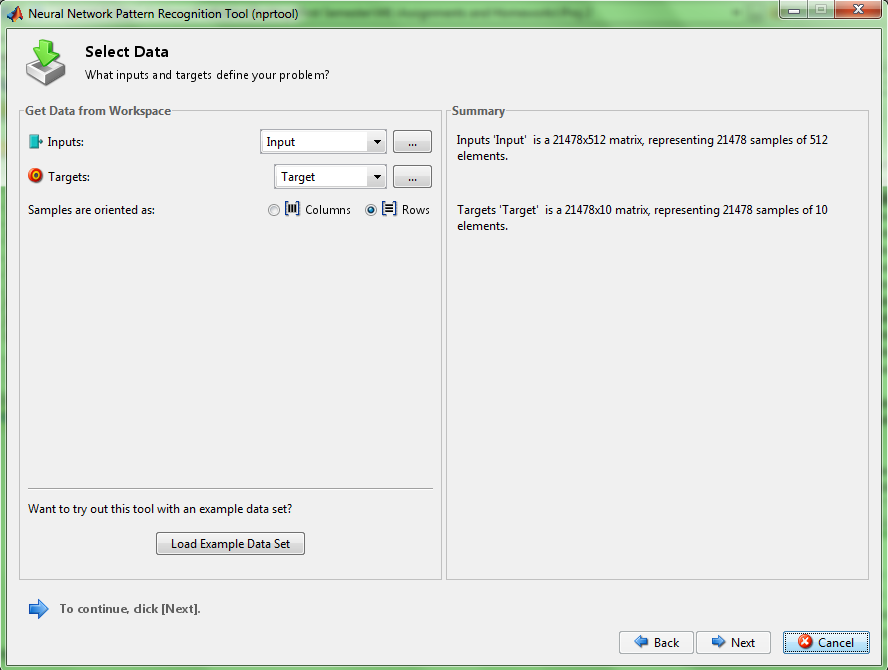 Neural Network Pattern Recognition Tool (nprtool)
Select Data
What inputs and targets define your problem?
Get Data from Workspace
Inputs:
Input
...
Targets:
Target
...
Samples are oriented as:
Columns
Rows
Want to try out this tool with an example data set?
Load Example Data Set
Summary
Inputs 'Input' is a 21478x512 matrix, representing 21478 samples of 512
elements.
Targets 'Target' is a 21478x10 matrix, representing 21478 samples of 10
elements.
To continue, click [Next].
Back
Next
Cancel